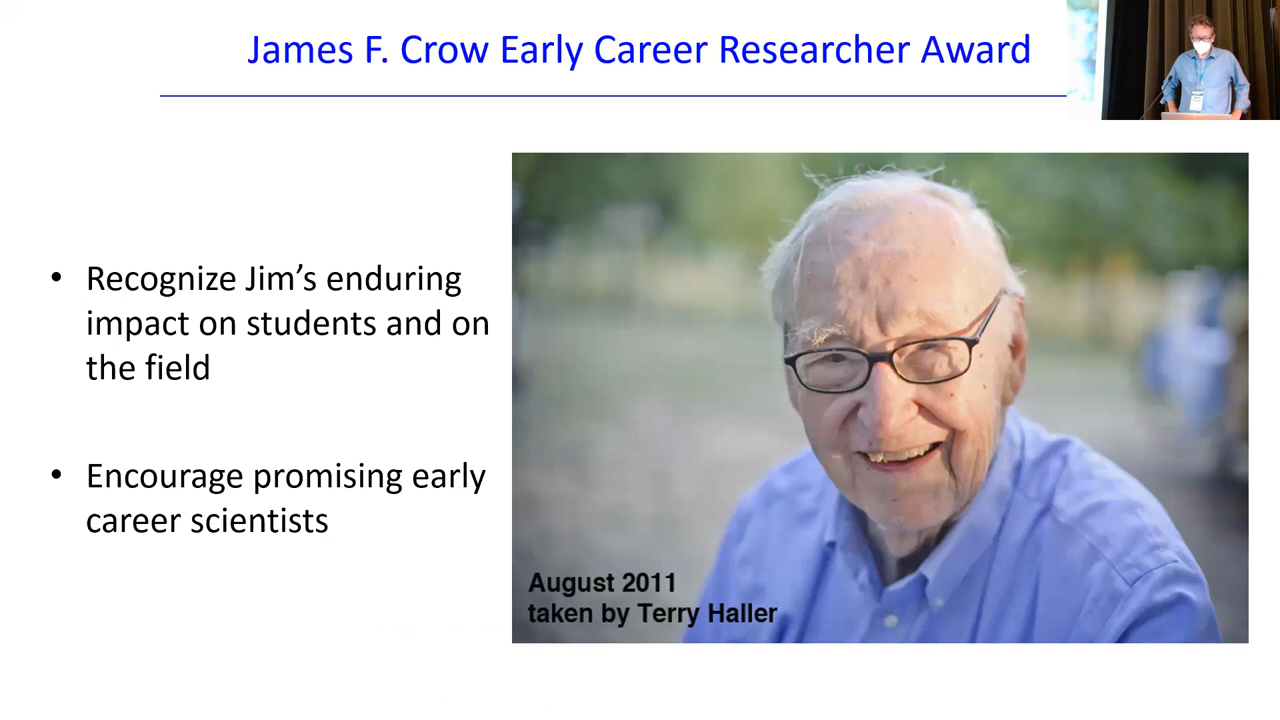 James F. Crow Early Career Researcher Award
• Recognize Jim’s enduring
impact on students and on
the field
• Encourage promising early
career scientists
August 2011
taken by Terry Haller